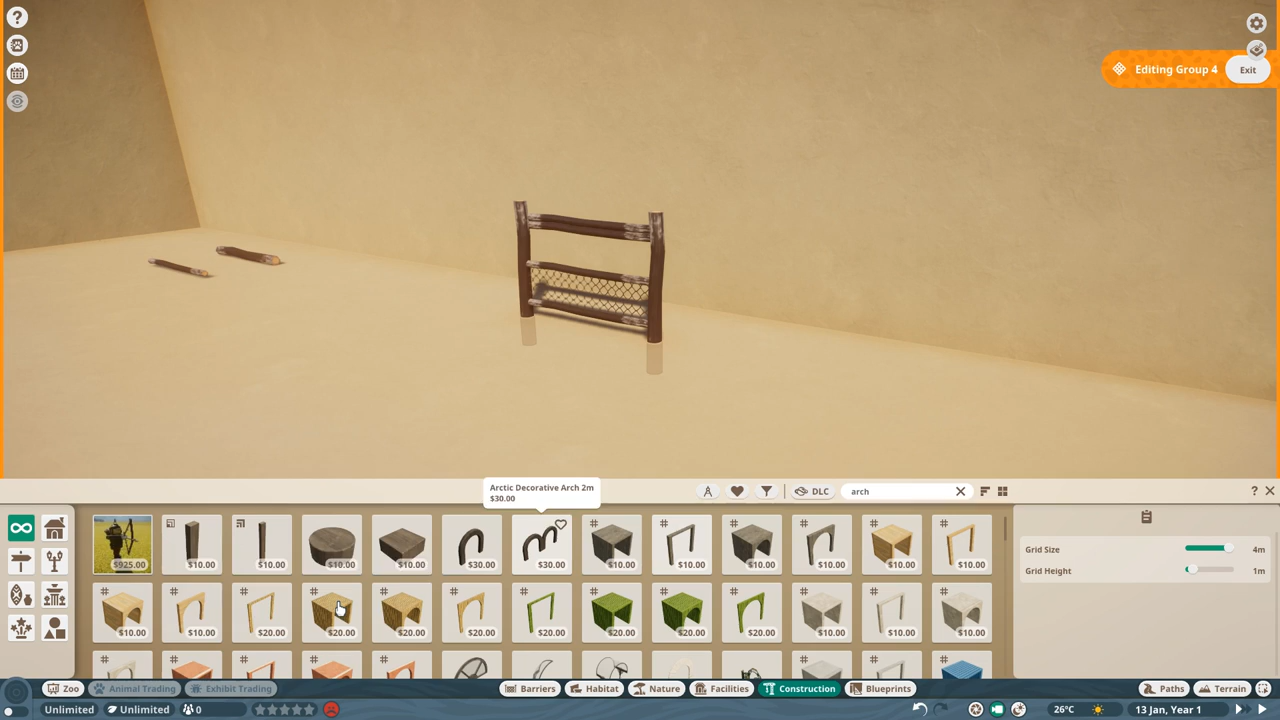 ?
Editing Group 4
Exit
Arctic Decorative Arch 2m
$30.00
DLC
arch
?
$925.00
$10.00
$10.00
$10.00
$10.00
$30.00
$30.00
$10.00
$10.00
$10.00
$10.00
$10.00
$10.00
$10.00
$10.00
$20.00
$20.00
$20.00
$20.00
$20.00
$20.00
$20.00
$20.00
$10.00
$10.00
$10.00
Grid Size
4m
Grid Height
1m
Zoo
Animal Trading
Exhibit Trading
Barriers
Habitat
Nature
Facilities
Construction
Blueprints
Paths
Terrain
Unlimited
Unlimited
0
26°C
13 Jan, Year 1